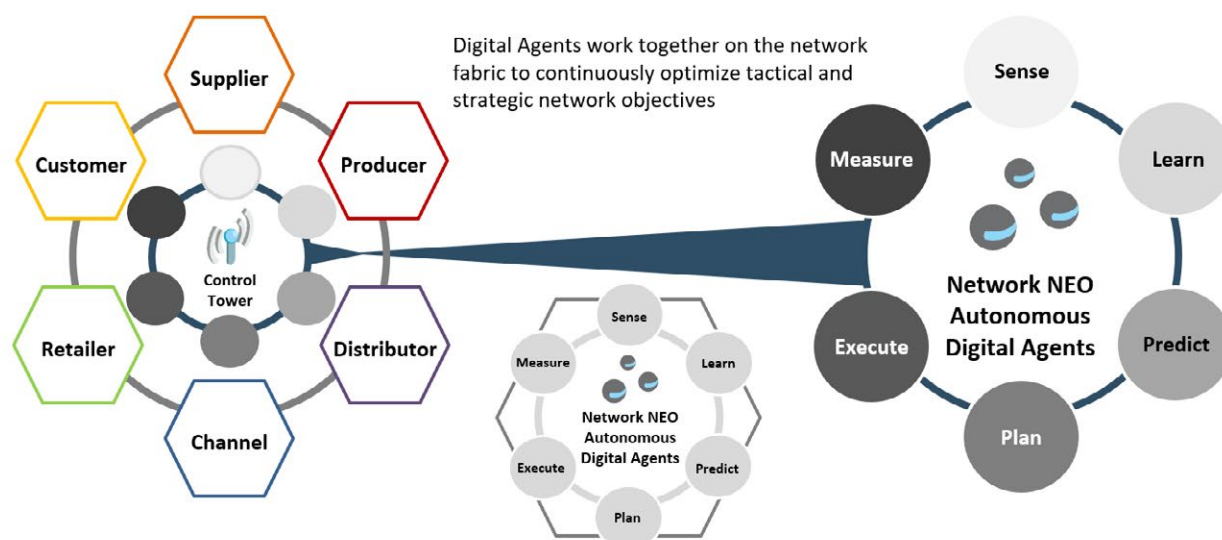 Digital Agents work together on the network
fabric to continuously optimize tactical and
strategic network objectives
Supplier
Customer
Producer
Control
Tower
Retailer
Distributor
Channel
Sense
Measure
Learn
Network NEO
Autonomous
Digital Agents
Execute
Predict
Plan
Sense
Measure
Learn
Network NEO
Autonomous
Digital Agents
Execute
Predict
Plan